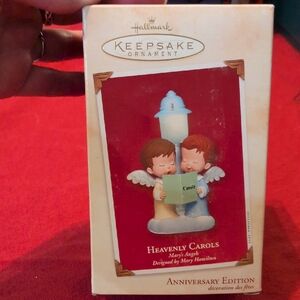 Hallmark
KEEPSAKE
ORNAMENT
Carols
HEAVENLY CAROLS
Mary's Angels
Designed by Mary Hamilton
ANNIVERSARY EDITION
décoration des fêtes